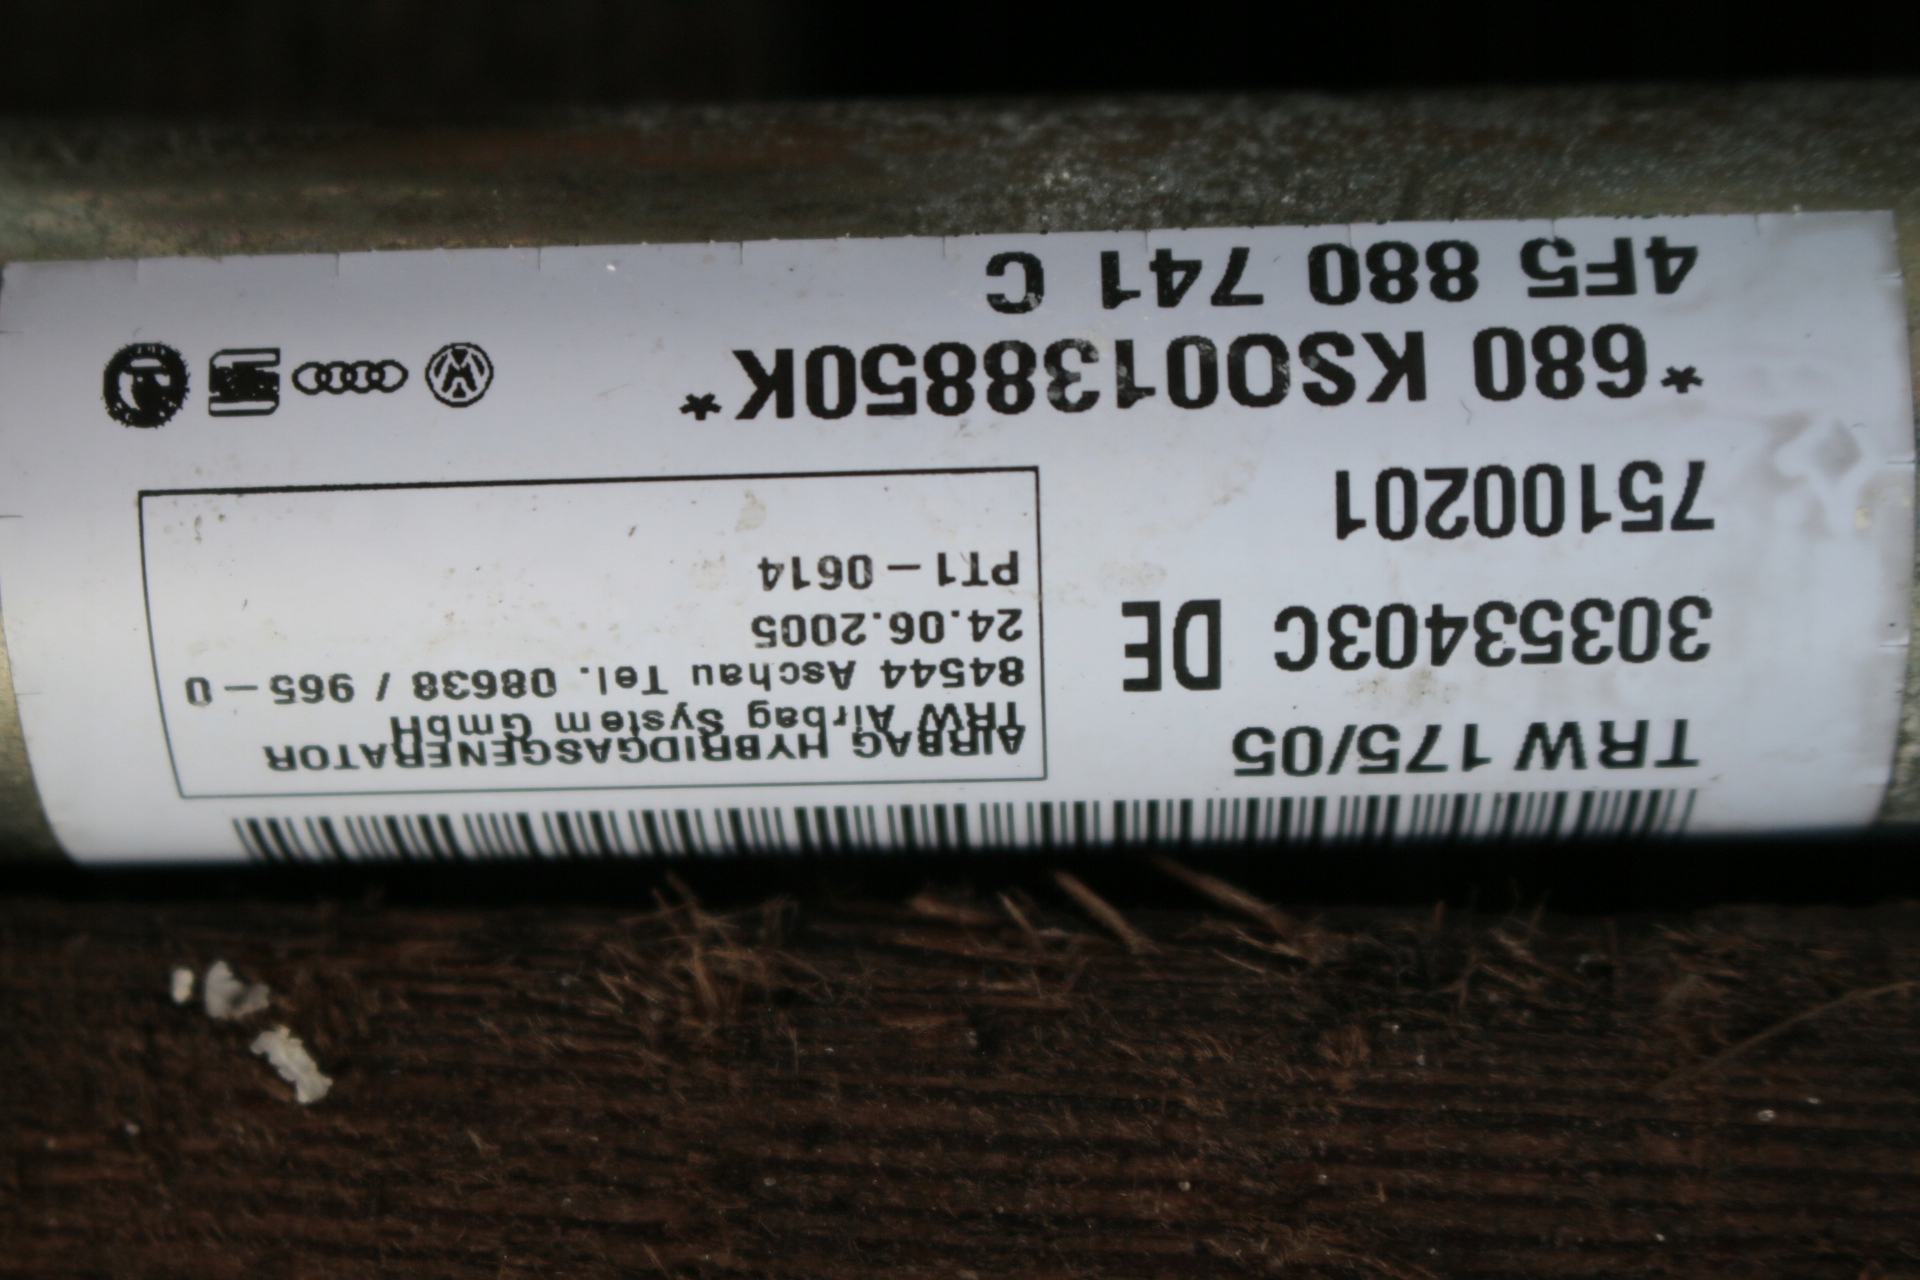 TRW 175/05
30353403C DE
75100201
*680 KSO00138850K*
4F5 880 741 C
AIRBAG HYBRIDGASGENERATOR
TRW Airbag System GmbH
84544 Aschau Tel. 08638 / 965-0
24.06.2005
PT1-0614